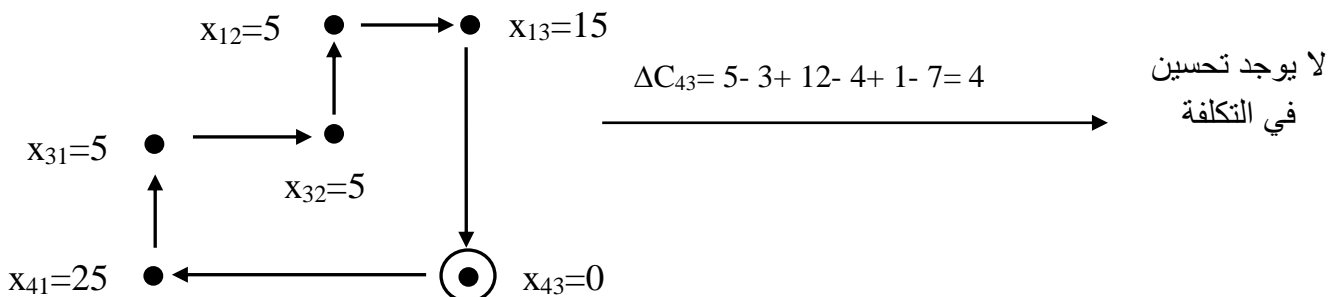 x₁₂=5
x₁₃=15
ΔC₄₃= 5- 3+ 12- 4+ 1- 7= 4
لا يوجد تحسين
في التكلفة
x₃₁=5
x₃₂=5
x₄₁=25
x₄₃=0